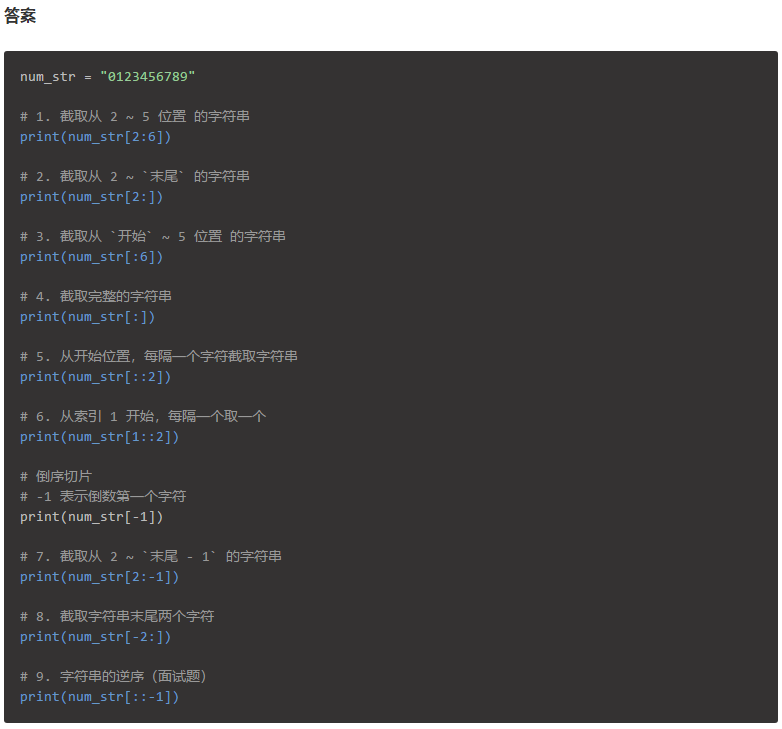 答案
num_str = "0123456789"
# 1. 截取从 2 ~ 5 位置 的字符串
print(num_str[2:6])
# 2. 截取从 2 ~ `末尾` 的字符串
print(num_str[2:])
# 3. 截取从 `开始` ~ 5 位置 的字符串
print(num_str[:6])
# 4. 截取完整的字符串
print(num_str[:])
# 5. 从开始位置，每隔一个字符截取字符串
print(num_str[::2])
# 6. 从索引 1 开始，每隔一个取一个
print(num_str[1::2])
# 倒序切片
# -1 表示倒数第一个字符
print(num_str[-1])
# 7. 截取从 2 ~ `末尾 - 1` 的字符串
print(num_str[2:-1])
# 8. 截取字符串末尾两个字符
print(num_str[-2:])
# 9. 字符串的逆序（面试题）
print(num_str[::-1])